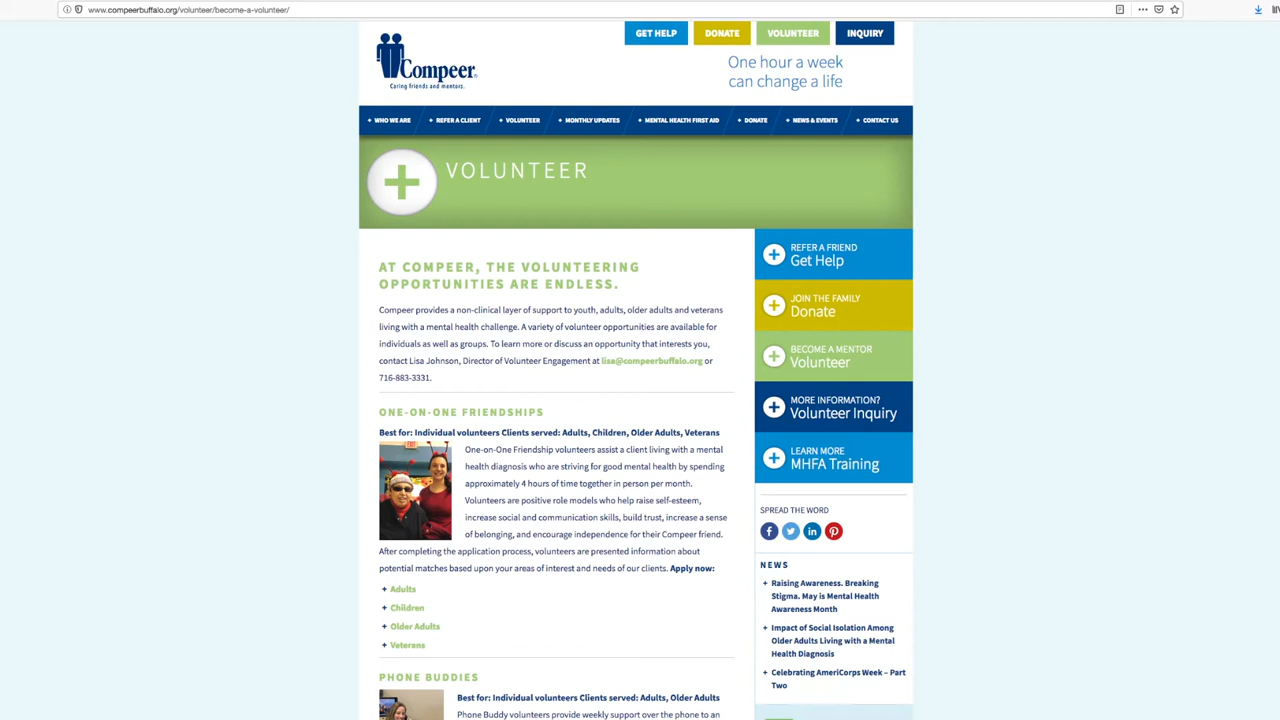 www.compeerbuffalo.org/volunteer/become-a-volunteer/
GET HELP
DONATE
VOLUNTEER
INQUIRY
Compeer®
Caring friends and mentors.
One hour a week
can change a life
WHO WE ARE
REFER A CLIENT
VOLUNTEER
MONTHLY UPDATES
MENTAL HEALTH FIRST AID
DONATE
NEWS & EVENTS
CONTACT US
VOLUNTEER
AT COMPEER, THE VOLUNTEERING
OPPORTUNITIES ARE ENDLESS.
Compeer provides a non-clinical layer of support to youth, adults, older adults and veterans
living with a mental health challenge. A variety of volunteer opportunities are available for
individuals as well as groups. To learn more or discuss an opportunity that interests you,
contact Lisa Johnson, Director of Volunteer Engagement at lisa@compeerbuffalo.org or
716-883-3331.
ONE-ON-ONE FRIENDSHIPS
Best for: Individual volunteers Clients served: Adults, Children, Older Adults, Veterans
EXIT
One-on-One Friendship volunteers assist a client living with a mental
health diagnosis who are striving for good mental health by spending
approximately 4 hours of time together in person per month.
Volunteers are positive role models who help raise self-esteem,
increase social and communication skills, build trust, increase a sense
of belonging, and encourage independence for their Compeer friend.
After completing the application process, volunteers are presented information about
potential matches based upon your areas of interest and needs of our clients. Apply now:
Adults
Children
Older Adults
Veterans
PHONE BUDDIES
Best for: Individual volunteers Clients served: Adults, Older Adults
Phone Buddy volunteers provide weekly support over the phone to an
REFER A FRIEND
Get Help
JOIN THE FAMILY
Donate
BECOME A MENTOR
Volunteer
MORE INFORMATION?
Volunteer Inquiry
LEARN MORE
MHFA Training
SPREAD THE WORD
NEWS
Raising Awareness. Breaking
Stigma. May is Mental Health
Awareness Month
Impact of Social Isolation Among
Older Adults Living with a Mental
Health Diagnosis
Celebrating AmeriCorps Week – Part
Two